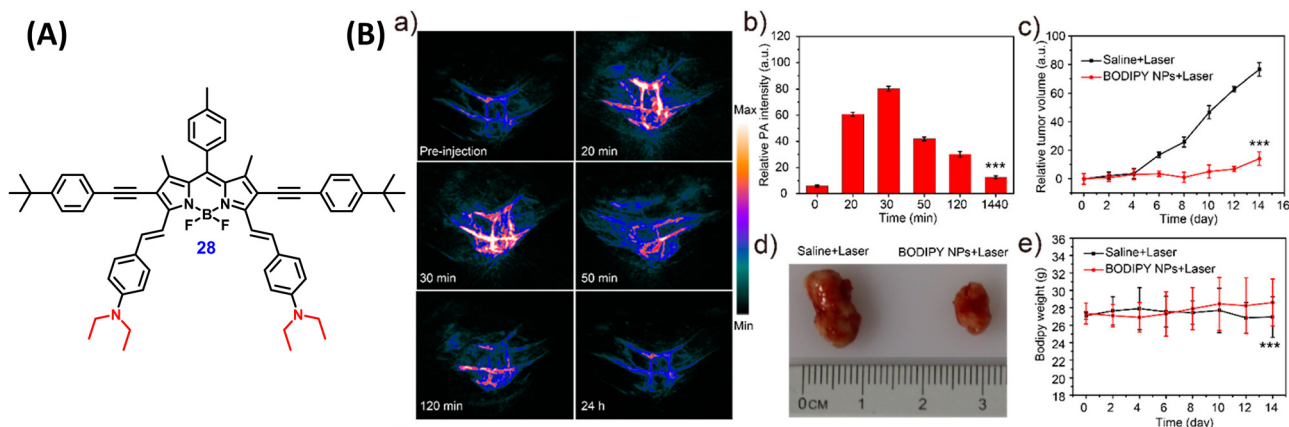 (A)
N
N
B
F
F
28
N
N
(B)
a)
Pre-injection
20 min
30 min
50 min
120 min
24 h
Max
Min
b)
Relative PA intensity (a.u.)
120
100
80
60
40
20
0
***
0 20 30 50 120 1440
Time (min)
c)
Relative tumor volume (a.u.)
100
80
60
40
20
0
-20
Saline+Laser
BODIPY NPs+Laser
***
0 2 4 6 8 10 12 14 16
Time (day)
d)
Saline+Laser
BODIPY NPs+Laser
0CM 1 2 3
e)
Bodipy weight (g)
36
34
32
30
28
26
24
22
20
18
Saline+Laser
BODIPY NPs+Laser
***
0 2 4 6 8 10 12 14
Time (day)